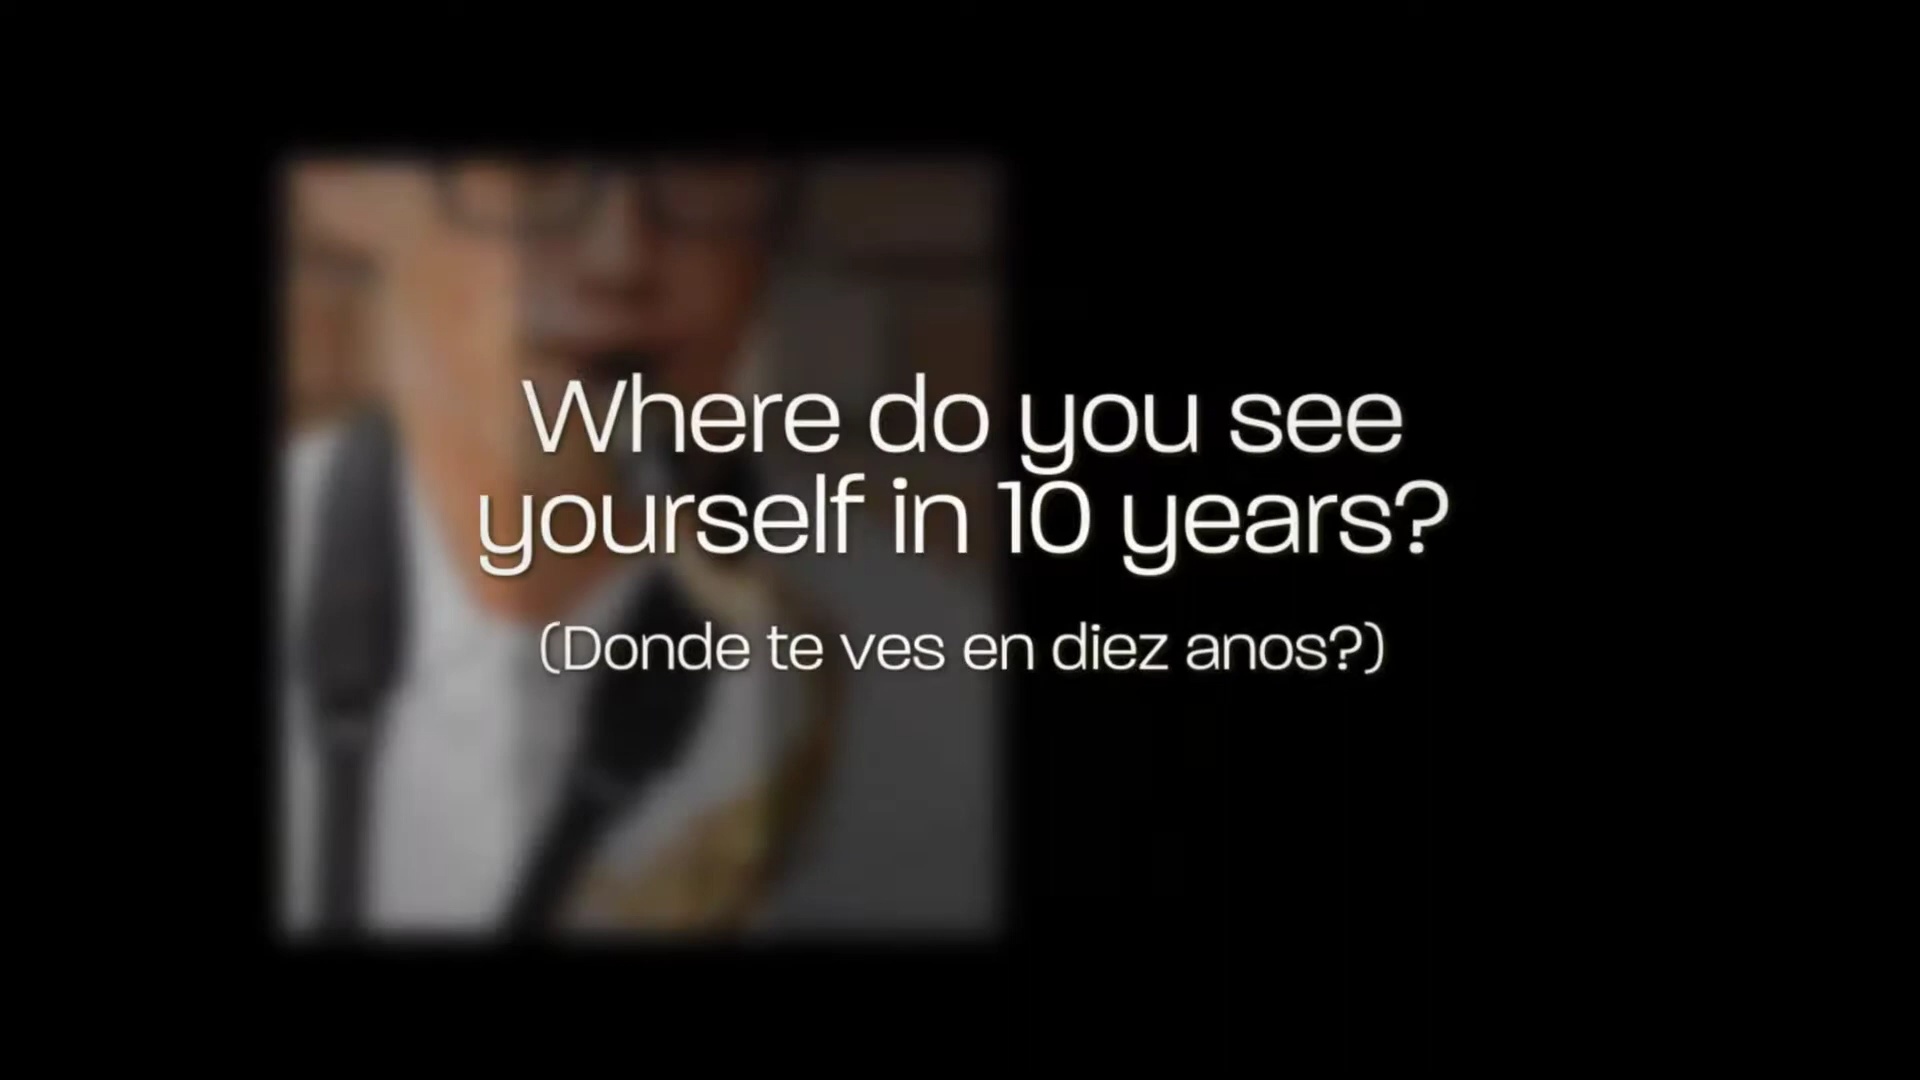 Where do you see
yourself in 10 years?
(Donde te ves en diez anos?)